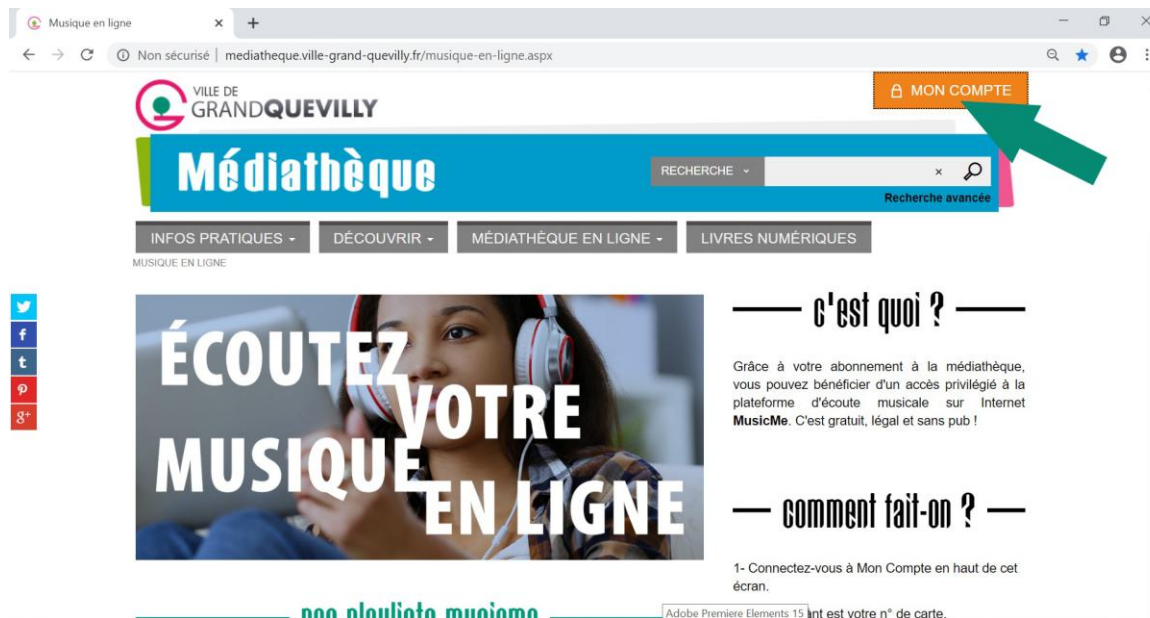 Musique en ligne
Non sécurisé | mediatheque.ville-grand-quevilly.fr/musique-en-ligne.aspx
VILLE DE
GRANDQUEVILLY
MON COMPTE
Médiathèque
RECHERCHE
Recherche avancée
INFOS PRATIQUES
DÉCOUVRIR
MÉDIATHÈQUE EN LIGNE
LIVRES NUMÉRIQUES
MUSIQUE EN LIGNE
ÉCOUTEZ
VOTRE
MUSIQUE
EN LIGNE
c'est quoi ?
Grâce à votre abonnement à la médiathèque,
vous pouvez bénéficier d'un accès privilégié à la
plateforme d'écoute musicale sur Internet
MusicMe. C'est gratuit, légal et sans pub !
comment fait-on ?
1- Connectez-vous à Mon Compte en haut de cet
écran.
Adobe Premiere Elements 15
est votre n° de carte.